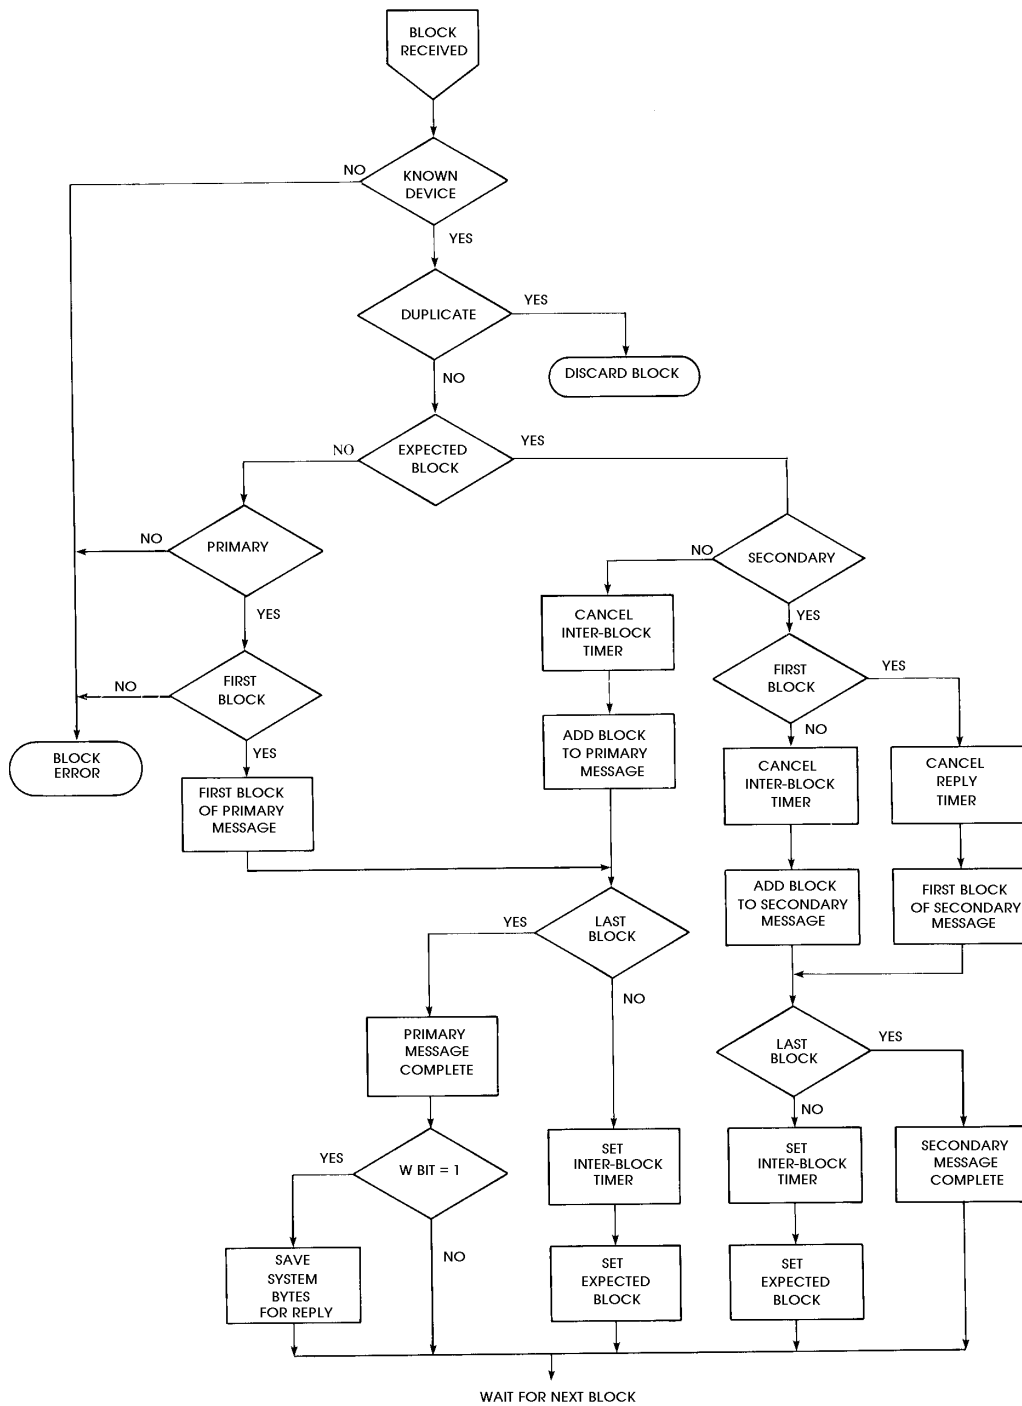 BLOCK
RECEIVED
NO
KNOWN
DEVICE
YES
DUPLICATE
YES
NO
DISCARD BLOCK
NO
EXPECTED
BLOCK
YES
NO
PRIMARY
YES
NO
SECONDARY
YES
CANCEL
INTER-BLOCK
TIMER
NO
FIRST
BLOCK
YES
FIRST
BLOCK
YES
NO
BLOCK
ERROR
FIRST BLOCK
OF PRIMARY
MESSAGE
ADD BLOCK
TO PRIMARY
MESSAGE
CANCEL
INTER-BLOCK
TIMER
CANCEL
REPLY
TIMER
ADD BLOCK
TO SECONDARY
MESSAGE
FIRST BLOCK
OF SECONDARY
MESSAGE
YES
LAST
BLOCK
NO
PRIMARY
MESSAGE
COMPLETE
LAST
BLOCK
YES
NO
YES
W BIT = 1
NO
SET
INTER-BLOCK
TIMER
SET
INTER-BLOCK
TIMER
SECONDARY
MESSAGE
COMPLETE
SAVE
SYSTEM
BYTES
FOR REPLY
SET
EXPECTED
BLOCK
SET
EXPECTED
BLOCK
WAIT FOR NEXT BLOCK